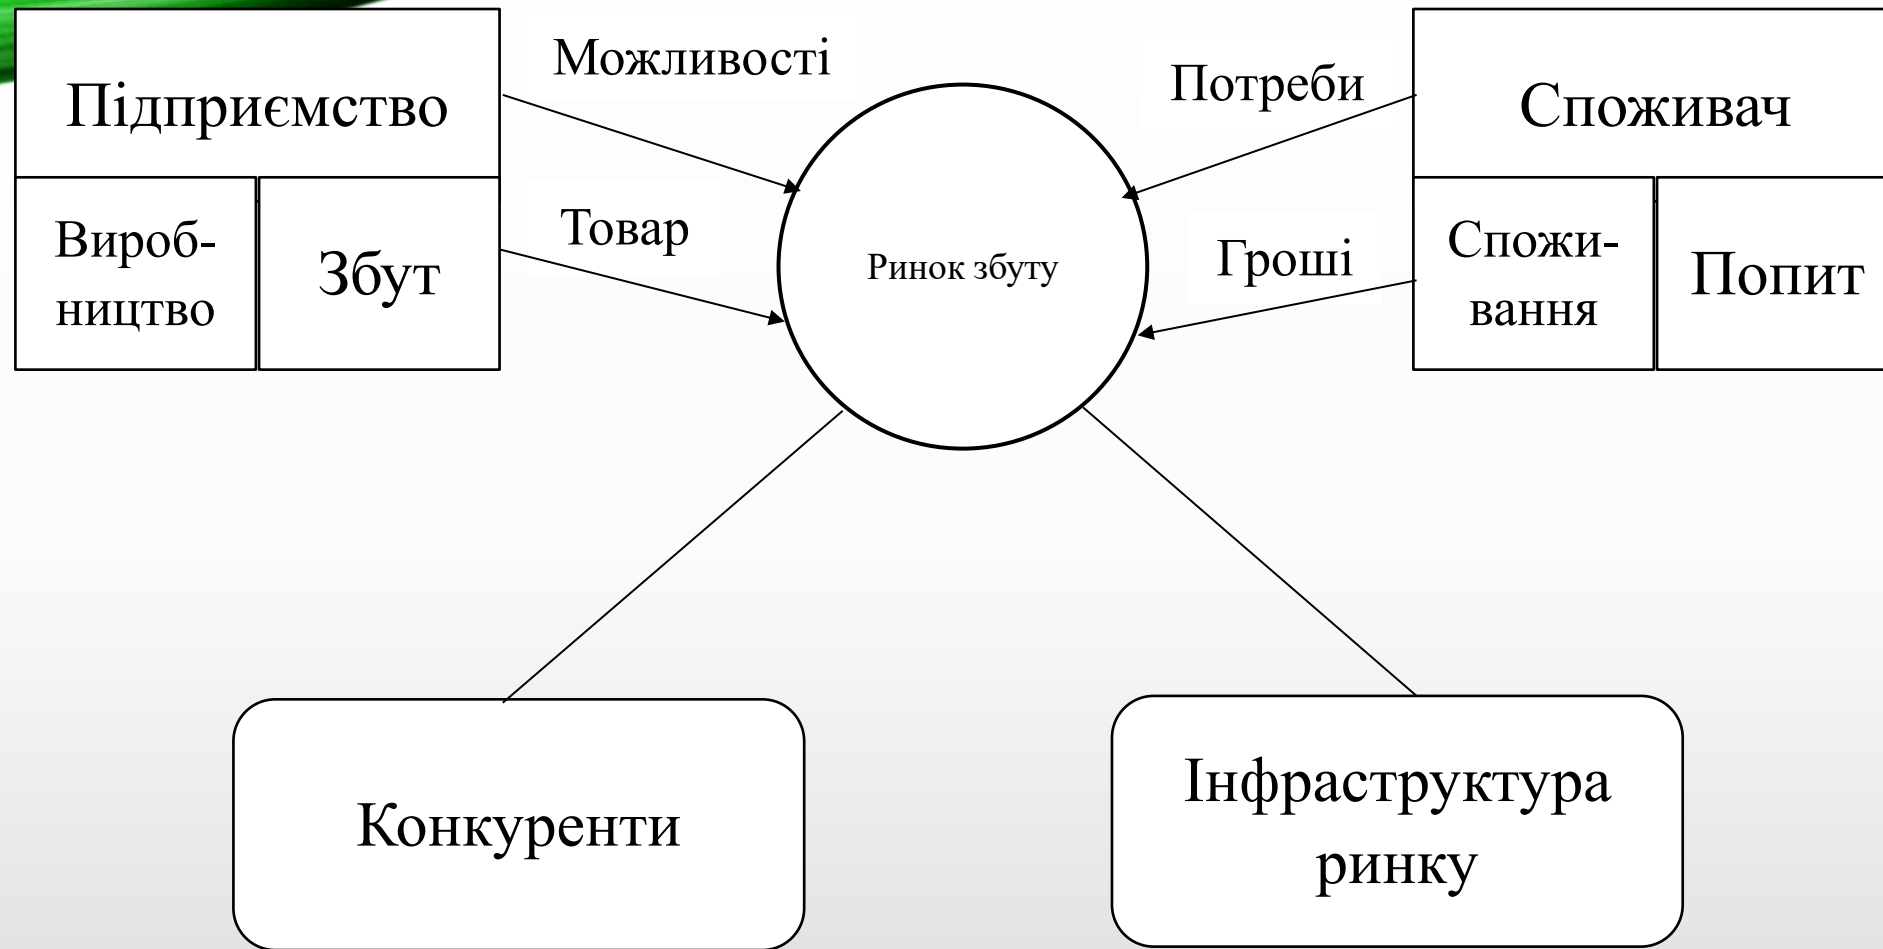 Підприємство
Вироб-
ництво
Збут
Можливості
Товар
Ринок збуту
Потреби
Гроші
Споживач
Спожи-
вання
Попит
Конкуренти
Інфраструктура
ринку